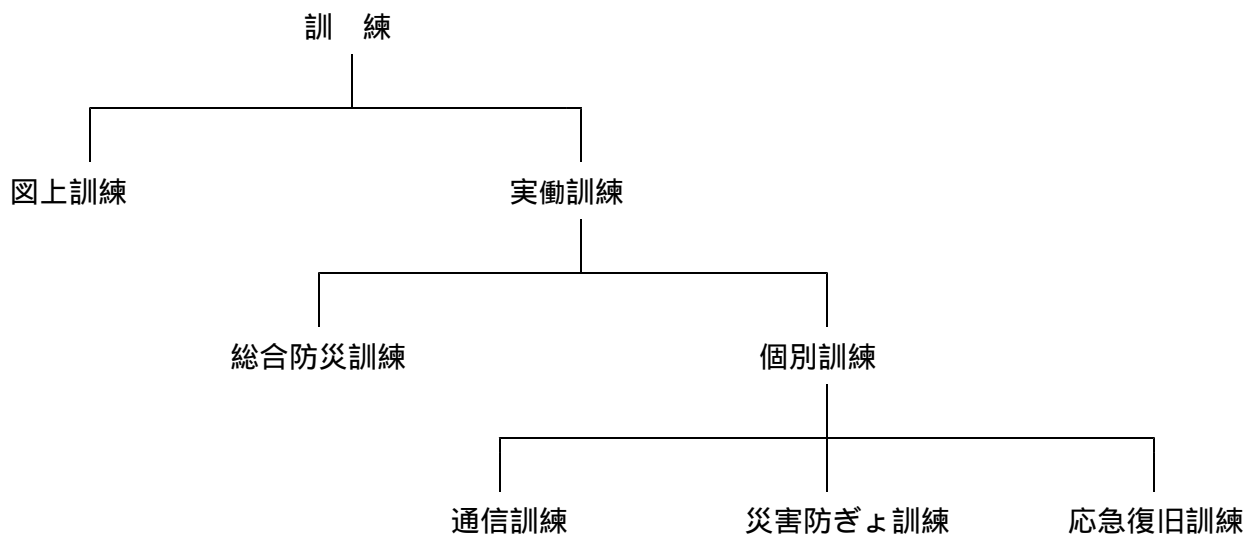 訓　練
図上訓練　実働訓練
総合防災訓練　個別訓練
通信訓練　災害防ぎょ訓練　応急復旧訓練